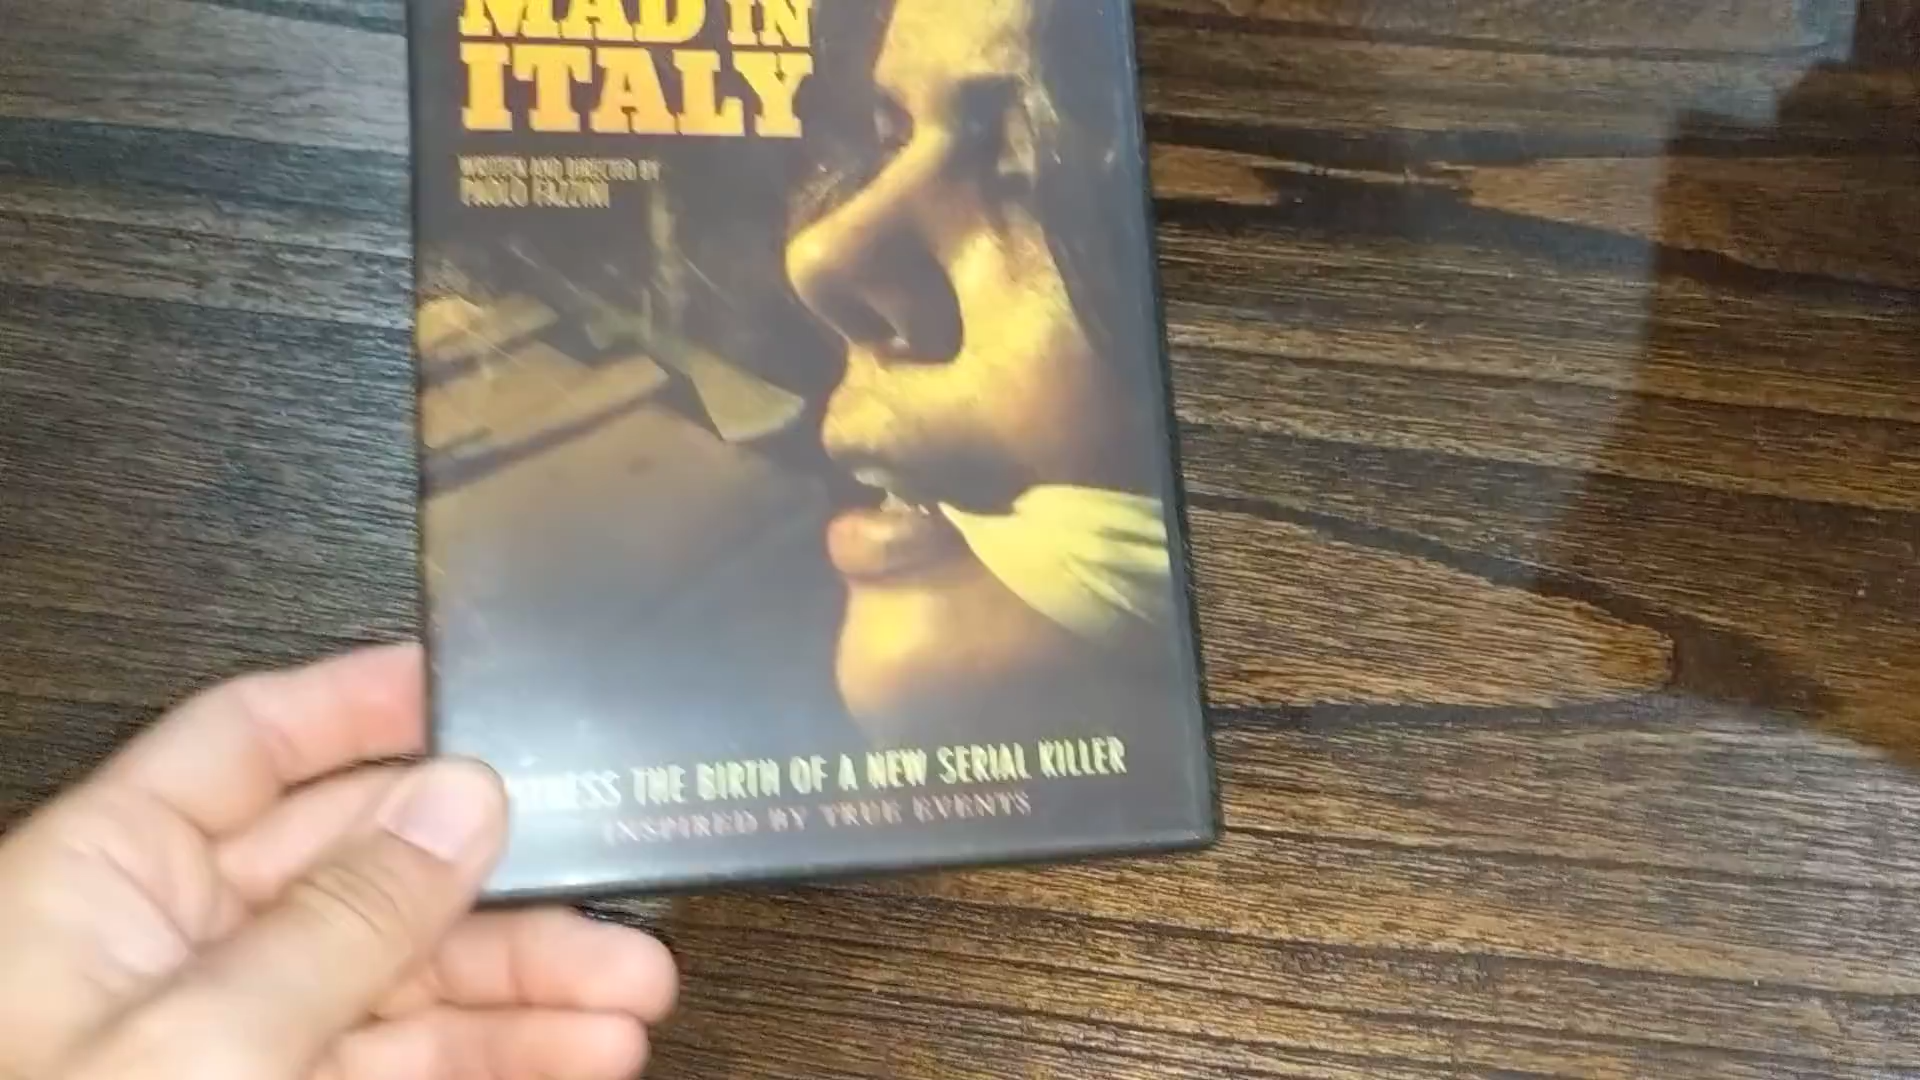 MAD IN
ITALY
WRITTEN AND DIRECTED BY
PAOLO FAZZINI
THE BIRTH OF A NEW SERIAL KILLER
INSPIRED BY TRUE EVENTS